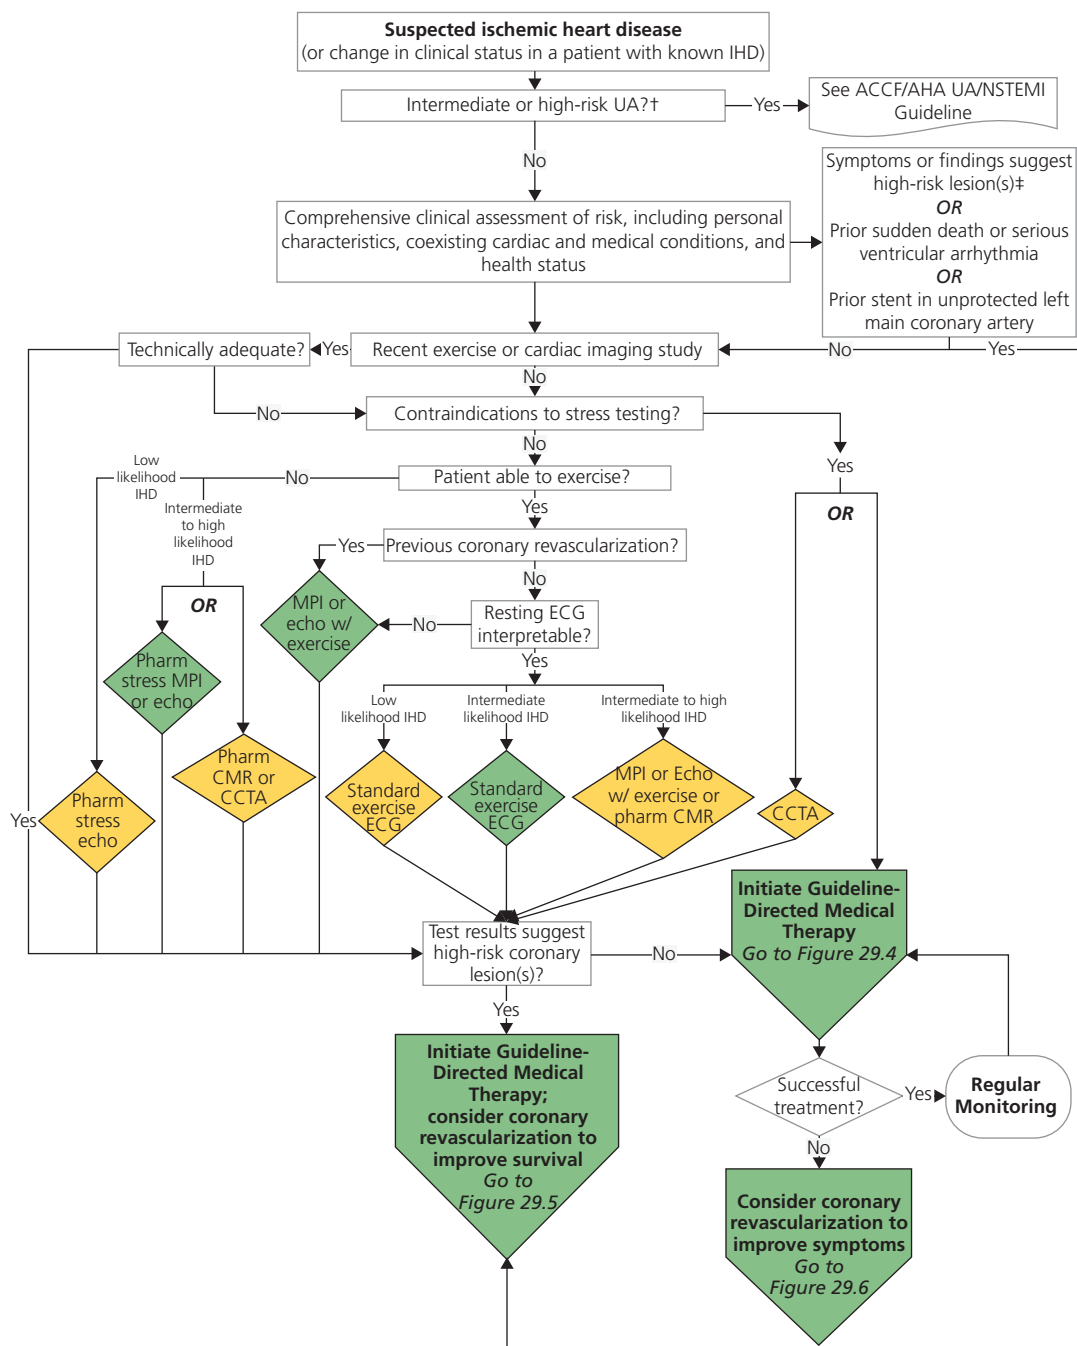 Suspected ischemic heart disease
(or change in clinical status in a patient with known IHD)
Intermediate or high-risk UA?†
Yes
See ACCF/AHA UA/NSTEMI
Guideline
No
Symptoms or findings suggest
high-risk lesion(s)‡
OR
Prior sudden death or serious
ventricular arrhythmia
OR
Prior stent in unprotected left
main coronary artery
Comprehensive clinical assessment of risk, including personal
characteristics, coexisting cardiac and medical conditions, and
health status
Technically adequate?
Yes
Recent exercise or cardiac imaging study
No
Yes
No
No
Contraindications to stress testing?
No
Yes
OR
Low
likelihood
IHD
No
Patient able to exercise?
Intermediate
to high
likelihood
IHD
Yes
Yes
Previous coronary revascularization?
No
OR
MPI or
echo w/
exercise
No
Resting ECG
interpretable?
Yes
Pharm
stress MPI
or echo
Low
likelihood IHD
Intermediate
likelihood IHD
Intermediate to high
likelihood IHD
Pharm
CMR or
CCTA
Yes
Pharm
stress
echo
Standard
exercise
ECG
Standard
exercise
ECG
MPI or Echo
w/ exercise or
pharm CMR
CCTA
Test results suggest
high-risk coronary
lesion(s)?
No
Initiate Guideline-
Directed Medical
Therapy
Go to Figure 29.4
Yes
Initiate Guideline-
Directed Medical
Therapy;
consider coronary
revascularization to
improve survival
Go to
Figure 29.5
Successful
treatment?
Yes
Regular
Monitoring
No
Consider coronary
revascularization to
improve symptoms
Go to
Figure 29.6